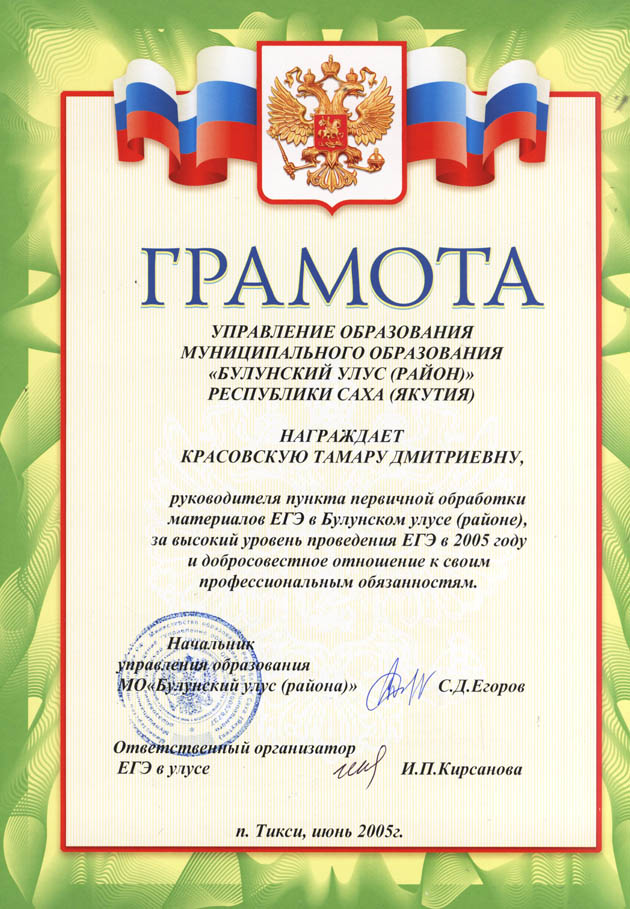 ГРАМОТА
УПРАВЛЕНИЕ ОБРАЗОВАНИЯ
МУНИЦИПАЛЬНОГО ОБРАЗОВАНИЯ
«БУЛУНСКИЙ УЛУС (РАЙОН)»
РЕСПУБЛИКИ САХА (ЯКУТИЯ)
НАГРАЖДАЕТ
КРАСОВСКУЮ ТАМАРУ ДМИТРИЕВНУ,
руководителя пункта первичной обработки
материалов ЕГЭ в Булунском улусе (районе),
за высокий уровень проведения ЕГЭ в 2005 году
и добросовестное отношение к своим
профессиональным обязанностям.
Начальник
управления образования
МО«Булунский улус (района)» С.Д.Егоров
Ответственный организатор
ЕГЭ в улусе И.П.Кирсанова
п. Тикси, июнь 2005г.